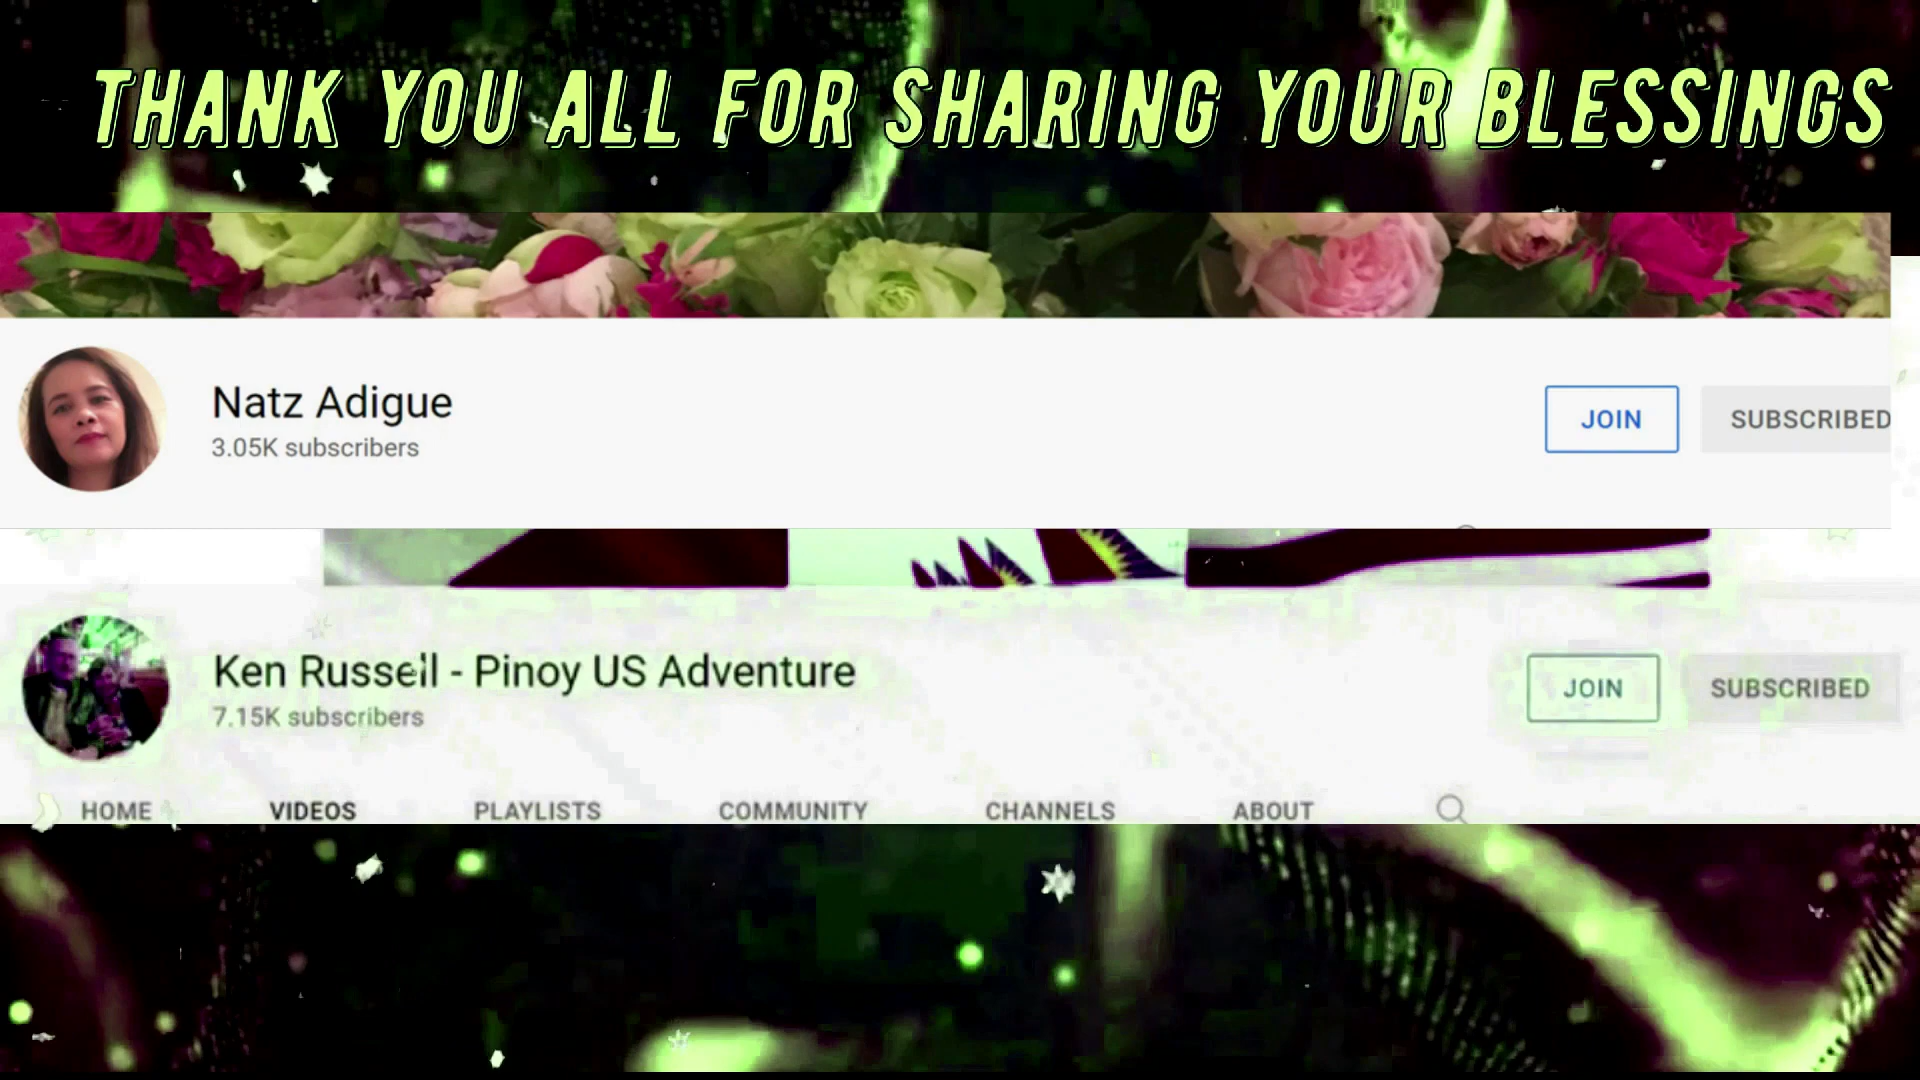 THANK YOU ALL FOR SHARING YOUR BLESSINGS
Natz Adigue
3.05K subscribers
JOIN
SUBSCRIBED
Ken Russell - Pinoy US Adventure
7.15K subscribers
JOIN
SUBSCRIBED
HOME VIDEOS PLAYLISTS COMMUNITY CHANNELS ABOUT